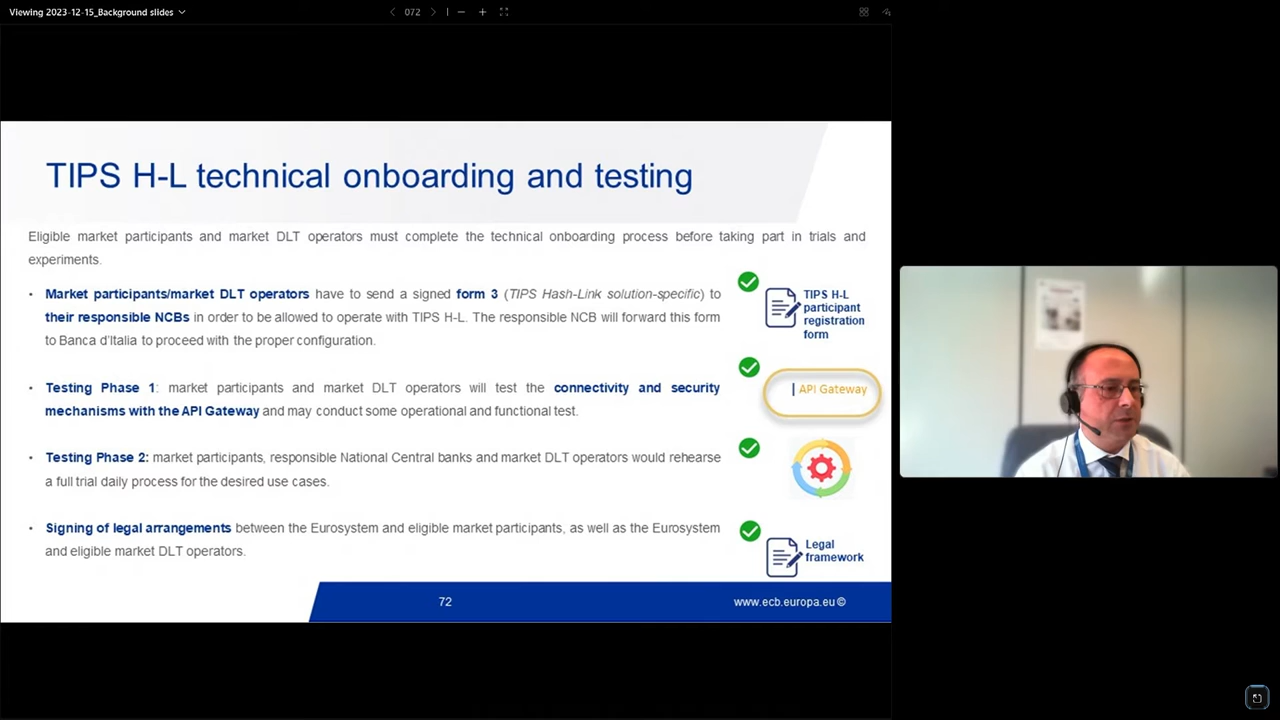 Viewing 2023-12-15_Background slides
072
TIPS H-L technical onboarding and testing
Eligible market participants and market DLT operators must complete the technical onboarding process before taking part in trials and
experiments.
• Market participants/market DLT operators have to send a signed form 3 (TIPS Hash-Link solution-specific) to
their responsible NCBs in order to be allowed to operate with TIPS H-L. The responsible NCB will forward this form
to Banca d'Italia to proceed with the proper configuration.
TIPS H-L
participant
registration
form
• Testing Phase 1: market participants and market DLT operators will test the connectivity and security
mechanisms with the API Gateway and may conduct some operational and functional test.
| API Gateway
• Testing Phase 2: market participants, responsible National Central banks and market DLT operators would rehearse
a full trial daily process for the desired use cases.
• Signing of legal arrangements between the Eurosystem and eligible market participants, as well as the Eurosystem
and eligible market DLT operators.
Legal
framework
72
www.ecb.europa.eu ©